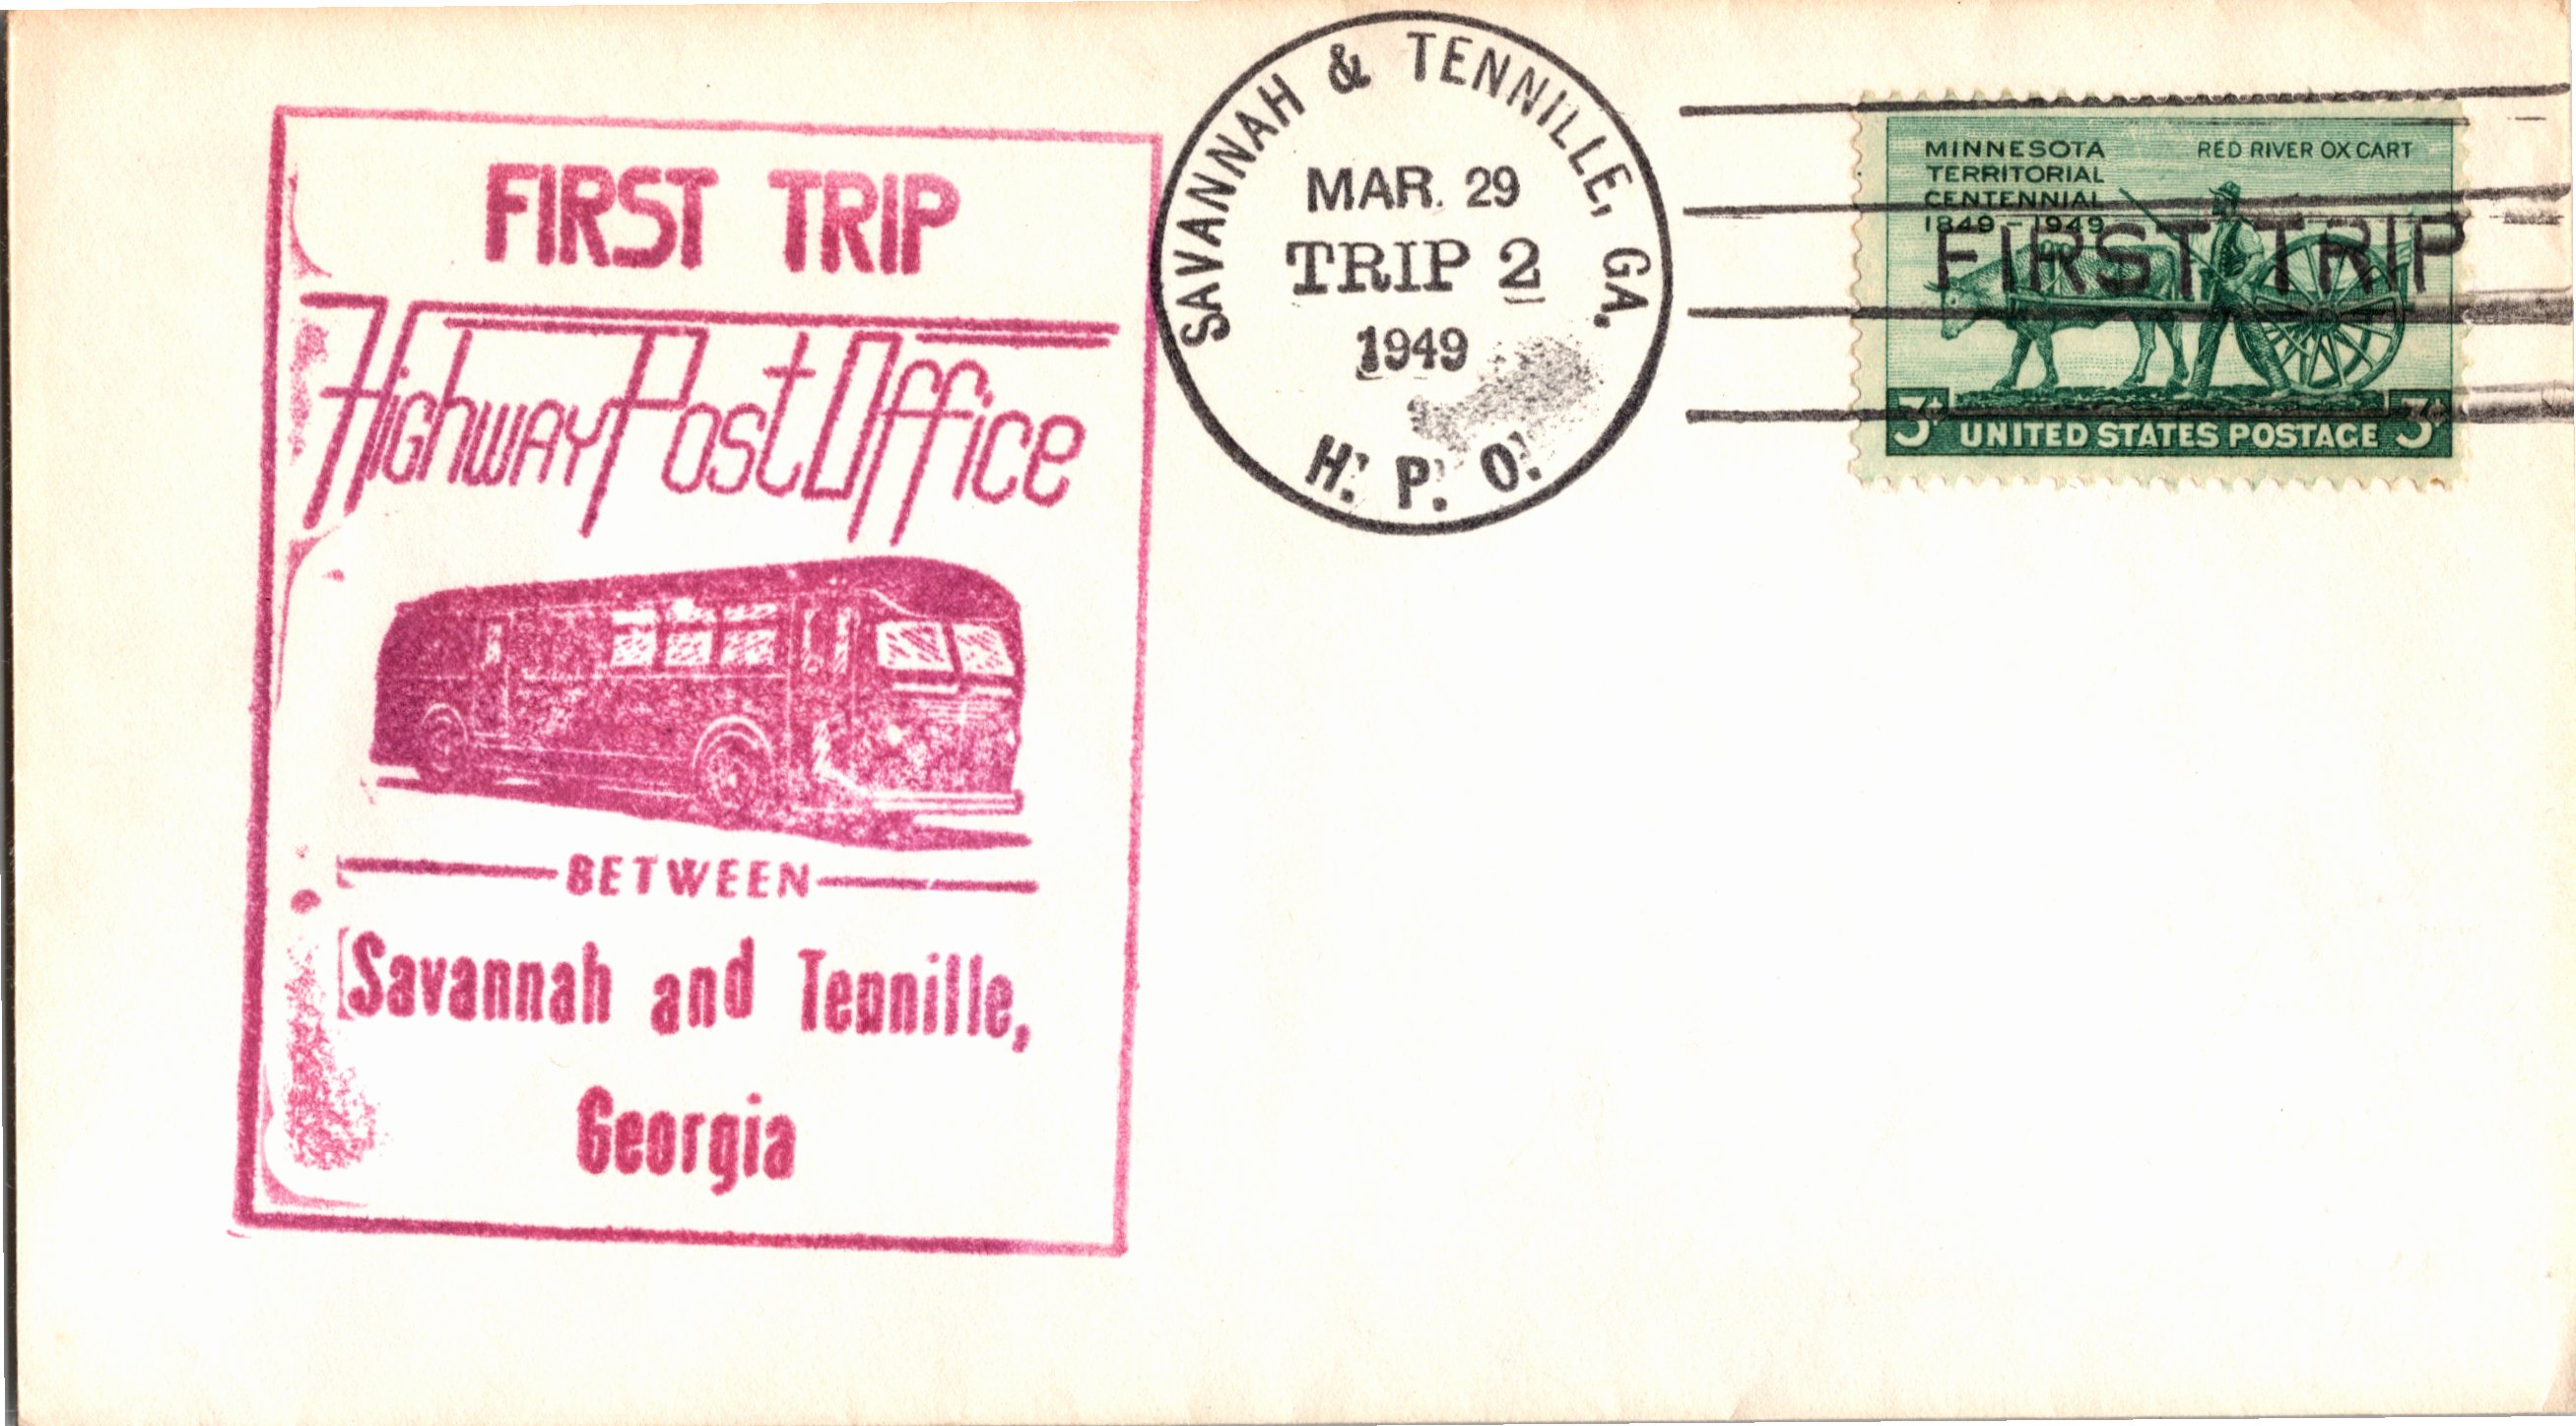 FIRST TRIP
Highway Post Office
BETWEEN
Savannah and Tennille,
Georgia
SAVANNAH & TENNILLE, GA.
MAR. 29
TRIP 2
1949
H. P. O.
MINNESOTA
TERRITORIAL
CENTENNIAL
1849-1949
RED RIVER OX CART
FIRST TRIP
3¢ UNITED STATES POSTAGE 3¢